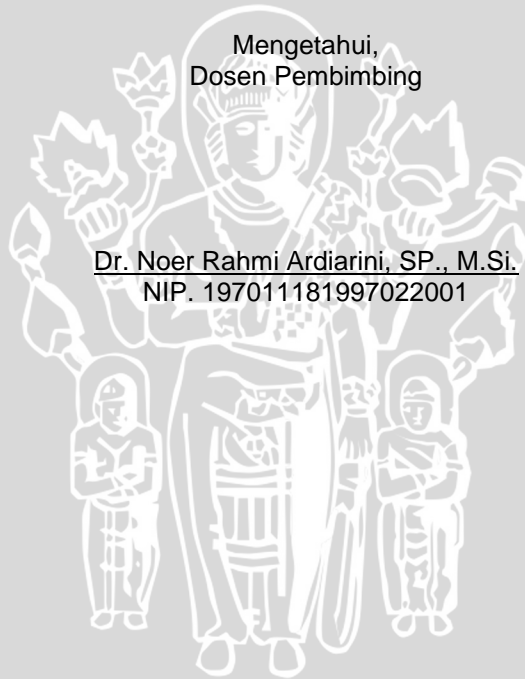 Mengetahui,
Dosen Pembimbing
Dr. Noer Rahmi Ardiarini, SP., M.Si.
NIP. 197011181997022001